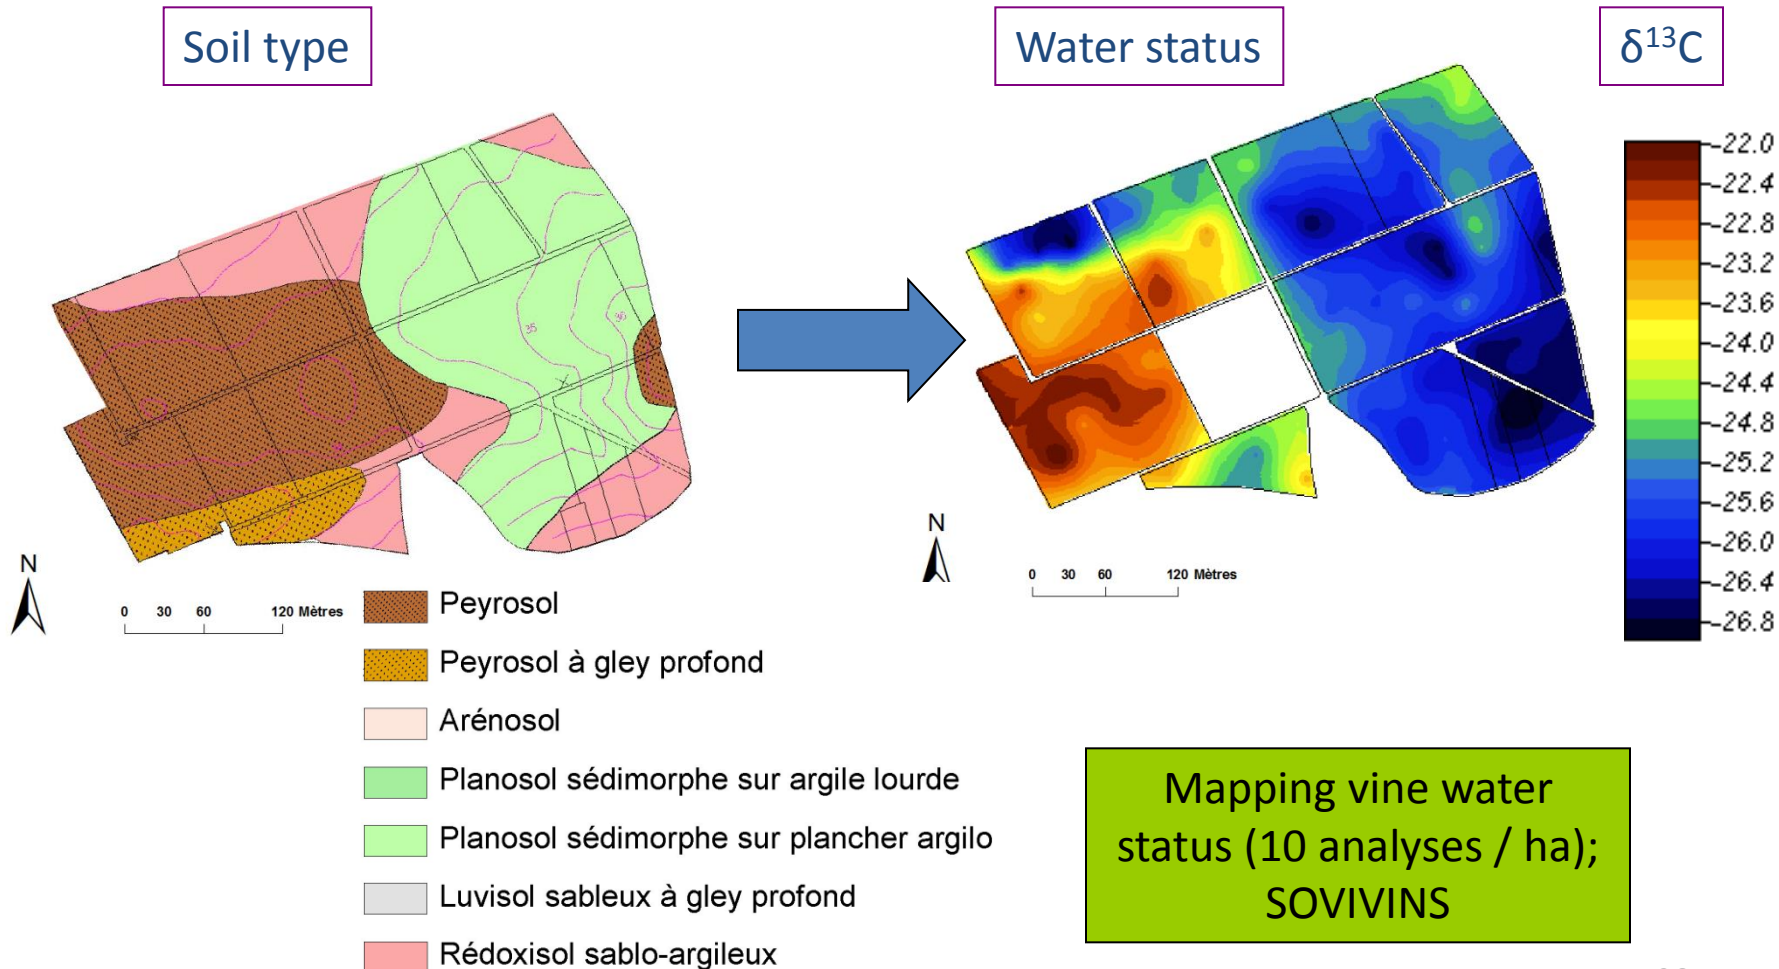 Soil type
Water status
δ13C
35
35
N
0 30 60 120 Mètres
N
0 30 60 120 Mètres
-22.0
-22.4
-22.8
-23.2
-23.6
-24.0
-24.4
-24.8
-25.2
-25.6
-26.0
-26.4
-26.8
Peyrosol
Peyrosol à gley profond
Arénosol
Planosol sédimorphe sur argile lourde
Planosol sédimorphe sur plancher argilo
Luvisol sableux à gley profond
Rédoxisol sablo-argileux
Mapping vine water
status (10 analyses / ha);
SOVIVINS